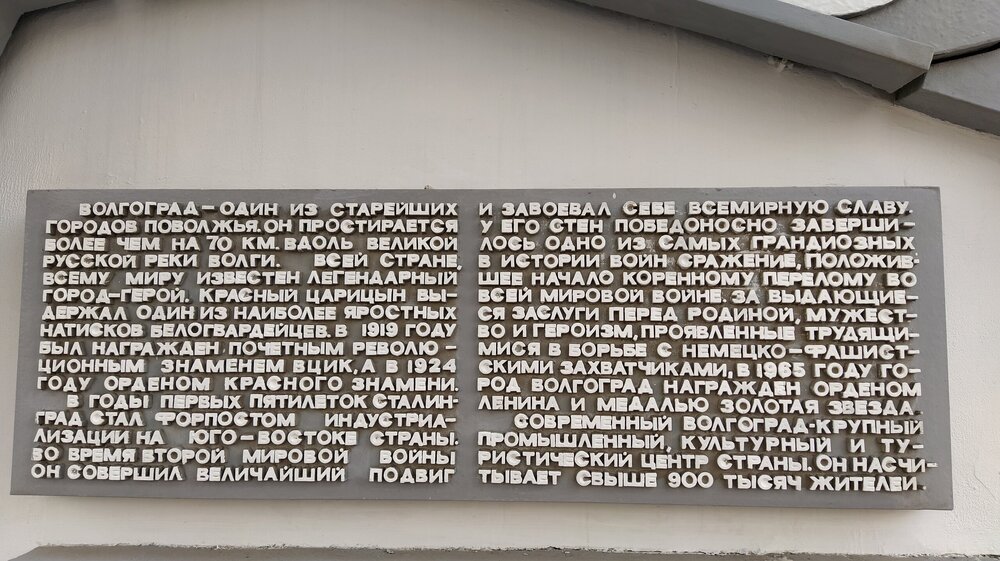 ВОЛГОГРАД – ОДИН ИЗ СТАРЕЙШИХ
ГОРОДОВ ПОВОЛЖЬЯ. ОН ПРОСТИРАЕТСЯ
БОЛЕЕ ЧЕМ НА 70 КМ. ВДОЛЬ ВЕЛИКОЙ
РУССКОЙ РЕКИ ВОЛГИ. ВСЕЙ СТРАНЕ,
ВСЕМУ МИРУ ИЗВЕСТЕН ЛЕГЕНДАРНЫЙ
ГОРОД-ГЕРОЙ. КРАСНЫЙ ЦАРИЦЫН ВЫ-
ДЕРЖАЛ ОДИН ИЗ НАИБОЛЕЕ ЯРОСТНЫХ
НАТИСКОВ БЕЛОГВАРДЕЙЦЕВ. В 1919 ГОДУ
БЫЛ НАГРАЖДЕН ПОЧЕТНЫМ РЕВОЛЮ-
ЦИОННЫМ ЗНАМЕНЕМ ВЦИК, А В 1924
ГОДУ ОРДЕНОМ КРАСНОГО ЗНАМЕНИ.
В ГОДЫ ПЕРВЫХ ПЯТИЛЕТОК СТАЛИН-
ГРАД СТАЛ ФОРПОСТОМ ИНДУСТРИА-
ЛИЗАЦИИ НА ЮГО-ВОСТОКЕ СТРАНЫ.
ВО ВРЕМЯ ВТОРОЙ МИРОВОЙ ВОЙНЫ
ОН СОВЕРШИЛ ВЕЛИЧАЙШИЙ ПОДВИГ
И ЗАВОЕВАЛ СЕБЕ ВСЕМИРНУЮ СЛАВУ.
У ЕГО СТЕН ПОБЕДОНОСНО ЗАВЕРШИ-
ЛОСЬ ОДНО ИЗ САМЫХ ГРАНДИОЗНЫХ
В ИСТОРИИ ВОЙН СРАЖЕНИЕ, ПОЛОЖИВ-
ШЕЕ НАЧАЛО КОРЕННОМУ ПЕРЕЛОМУ ВО
ВСЕЙ МИРОВОЙ ВОЙНЕ. ЗА ВЫДАЮЩИЕ-
СЯ ЗАСЛУГИ ПЕРЕД РОДИНОЙ, МУЖЕСТ-
ВО И ГЕРОИЗМ, ПРОЯВЛЕННЫЕ ТРУДЯЩИ-
МИСЯ В БОРЬБЕ С НЕМЕЦКО-ФАШИСТ-
СКИМИ ЗАХВАТЧИКАМИ, В 1965 ГОДУ ГО-
РОД ВОЛГОГРАД НАГРАЖДЕН ОРДЕНОМ
ЛЕНИНА И МЕДАЛЬЮ ЗОЛОТАЯ ЗВЕЗДА.
СОВРЕМЕННЫЙ ВОЛГОГРАД-КРУПНЫЙ
ПРОМЫШЛЕННЫЙ, КУЛЬТУРНЫЙ И ТУ-
РИСТИЧЕСКИЙ ЦЕНТР СТРАНЫ. ОН НАСЧИ-
ТЫВАЕТ СВЫШЕ 900 ТЫСЯЧ ЖИТЕЛЕЙ.